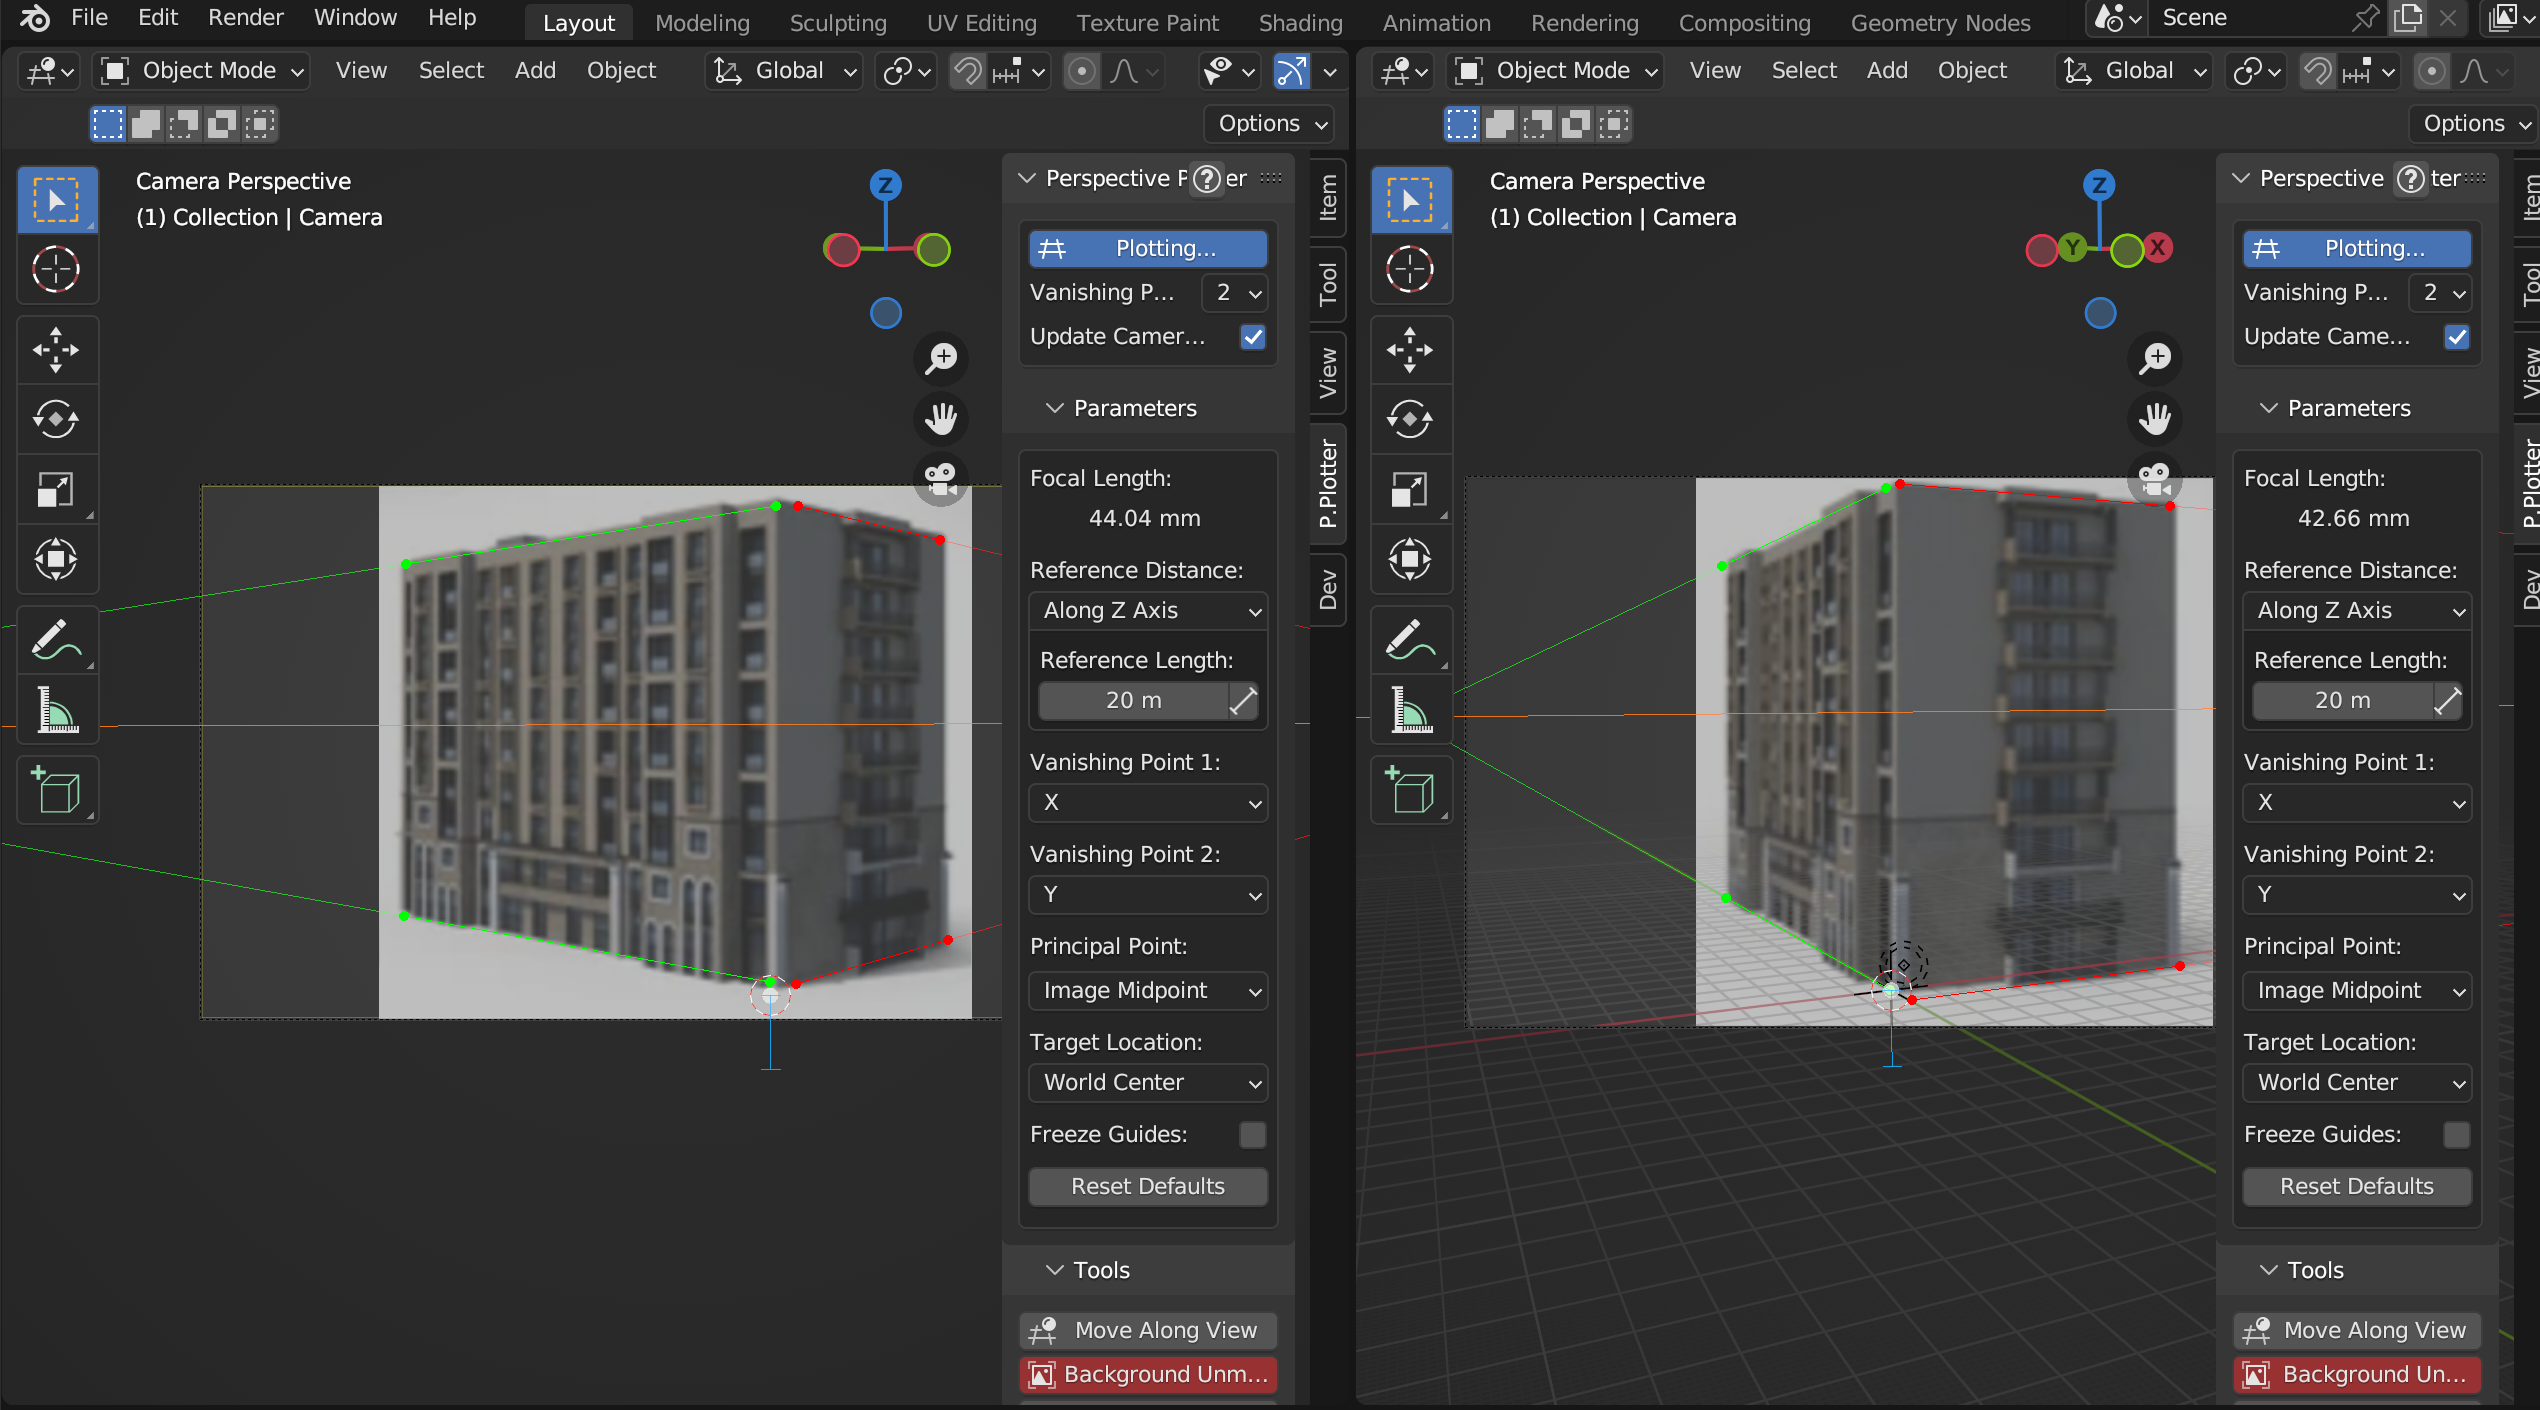 File Edit Render Window Help Layout Modeling Sculpting UV Editing Texture Paint Shading Animation Rendering Compositing Geometry Nodes Scene
Object Mode View Select Add Object Global
Options
Camera Perspective
(1) Collection | Camera
Z
Perspective P er
Plotting...
Vanishing P... 2
Update Camer...
Parameters
Focal Length:
44.04 mm
Reference Distance:
Along Z Axis
Reference Length:
20 m
Vanishing Point 1:
X
Vanishing Point 2:
Y
Principal Point:
Image Midpoint
Target Location:
World Center
Freeze Guides:
Reset Defaults
Tools
Move Along View
Background Unm...
Item
Tool
View
P.Plotter
Dev
Object Mode View Select Add Object Global
Options
Camera Perspective
(1) Collection | Camera
Z
Y X
Perspective ter
Plotting...
Vanishing P... 2
Update Came...
Parameters
Focal Length:
42.66 mm
Reference Distance:
Along Z Axis
Reference Length:
20 m
Vanishing Point 1:
X
Vanishing Point 2:
Y
Principal Point:
Image Midpoint
Target Location:
World Center
Freeze Guides:
Reset Defaults
Tools
Move Along View
Background Un...
Item
Tool
View
P.Plotter
Dev